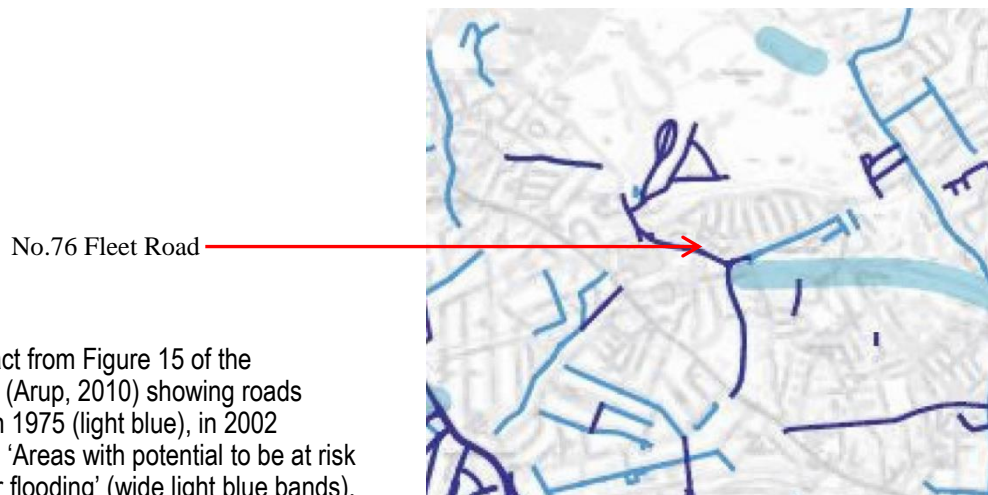 No.76 Fleet Road
act from Figure 15 of the
(Arup, 2010) showing roads
n 1975 (light blue), in 2002
‘Areas with potential to be at risk
r flooding’ (wide light blue bands).